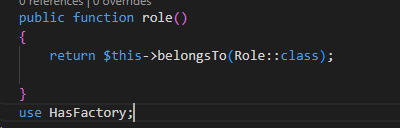 0 references | 0 overrides
public function role()
{
return $this->belongsTo(Role::class);
}
use HasFactory;